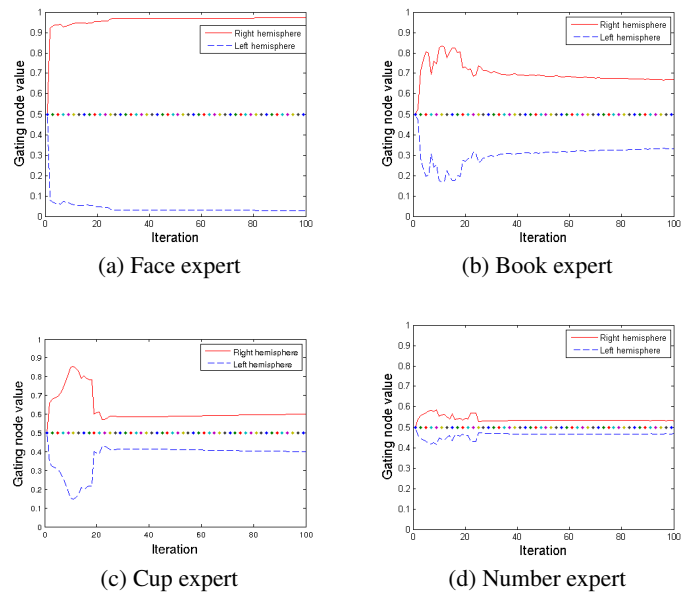 Gating node value
1
0.9
0.8
0.7
0.6
0.5
0.4
0.3
0.2
0.1
0
0 20 40 60 80 100
Iteration
Right hemisphere
Left hemisphere
(a) Face expert
Gating node value
1
0.9
0.8
0.7
0.6
0.5
0.4
0.3
0.2
0.1
0
0 20 40 60 80 100
Iteration
Right hemisphere
Left hemisphere
(b) Book expert
Gating node value
1
0.9
0.8
0.7
0.6
0.5
0.4
0.3
0.2
0.1
0
0 20 40 60 80 100
Iteration
Right hemisphere
Left hemisphere
(c) Cup expert
Gating node value
1
0.9
0.8
0.7
0.6
0.5
0.4
0.3
0.2
0.1
0
0 20 40 60 80 100
Iteration
Right hemisphere
Left hemisphere
(d) Number expert